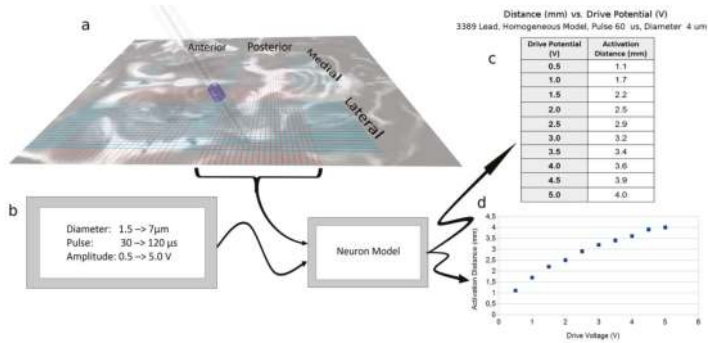 a
Anterior
Posterior
Medial
Lateral
b
Diameter: 1.5 –> 7μm
Pulse: 30 –> 120 μs
Amplitude: 0.5 –> 5.0 V
Neuron Model
Distance (mm) vs. Drive Potential (V)
3389 Lead, Homogeneous Model, Pulse 60 us, Diameter 4 um
c
Drive Potential (V) Activation Distance (mm)
0.5 1.1
1.0 1.7
1.5 2.2
2.0 2.5
2.5 2.9
3.0 3.2
3.5 3.4
4.0 3.6
4.5 3.9
5.0 4.0
d
Activation Distance (mm)
4,5
4
3,5
3
2,5
2
1,5
1
0,5
0
0 1 2 3 4 5 6
Drive Voltage (V)